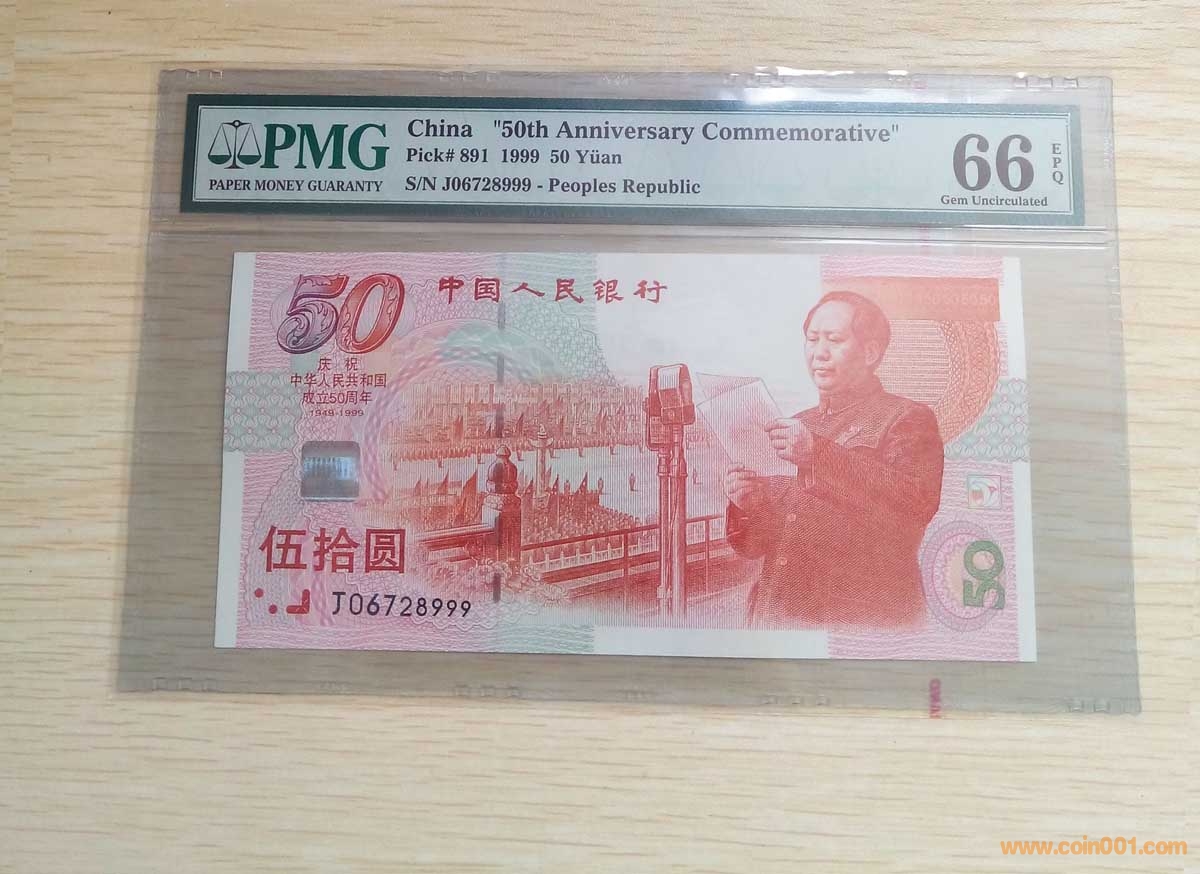 PMG
PAPER MONEY GUARANTY
China "50th Anniversary Commemorative"
Pick# 891 1999 50 Yüan
S/N J06728999 - Peoples Republic
66
EPQ
Gem Uncirculated
50
中国人民银行
庆祝
中华人民共和国
成立50周年
1949-1999
伍拾圆
J06728999
50
www.coin001.com